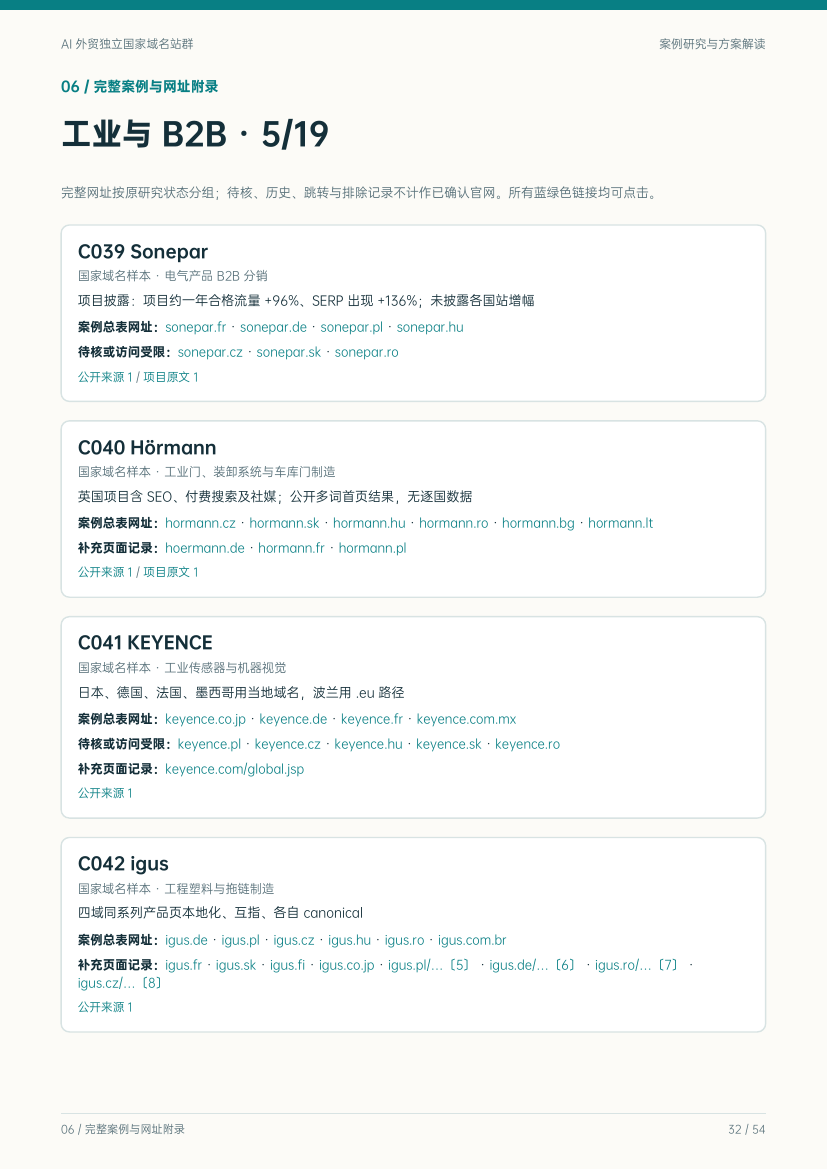 AI 外贸独立国家域名站群
案例研究与方案解读
06 / 完整案例与网址附录
工业与 B2B · 5/19
完整网址按原研究状态分组；待核、历史、跳转与排除记录不计作已确认官网。所有蓝绿色链接均可点击。
C039 Sonepar
国家域名样本 · 电气产品 B2B 分销
项目披露：项目约一年合格流量 +96%、SERP 出现 +136%；未披露各国站增幅
案例总表网址：sonepar.fr · sonepar.de · sonepar.pl · sonepar.hu
待核或访问受限：sonepar.cz · sonepar.sk · sonepar.ro
公开来源 1 / 项目原文 1
C040 Hörmann
国家域名样本 · 工业门、装卸系统与车库门制造
英国项目含 SEO、付费搜索及社媒；公开多词首页结果，无逐国数据
案例总表网址：hormann.cz · hormann.sk · hormann.hu · hormann.ro · hormann.bg · hormann.lt
补充页面记录：hoermann.de · hormann.fr · hormann.pl
公开来源 1 / 项目原文 1
C041 KEYENCE
国家域名样本 · 工业传感器与机器视觉
日本、德国、法国、墨西哥用当地域名，波兰用 .eu 路径
案例总表网址：keyence.co.jp · keyence.de · keyence.fr · keyence.com.mx
待核或访问受限：keyence.pl · keyence.cz · keyence.hu · keyence.sk · keyence.ro
补充页面记录：keyence.com/global.jsp
公开来源 1
C042 igus
国家域名样本 · 工程塑料与拖链制造
四域同系列产品页本地化、互指、各自 canonical
案例总表网址：igus.de · igus.pl · igus.cz · igus.hu · igus.ro · igus.com.br
补充页面记录：igus.fr · igus.sk · igus.fi · igus.co.jp · igus.pl/…〔5〕 · igus.de/…〔6〕 · igus.ro/…〔7〕 ·
igus.cz/…〔8〕
公开来源 1
06 / 完整案例与网址附录
32 / 54